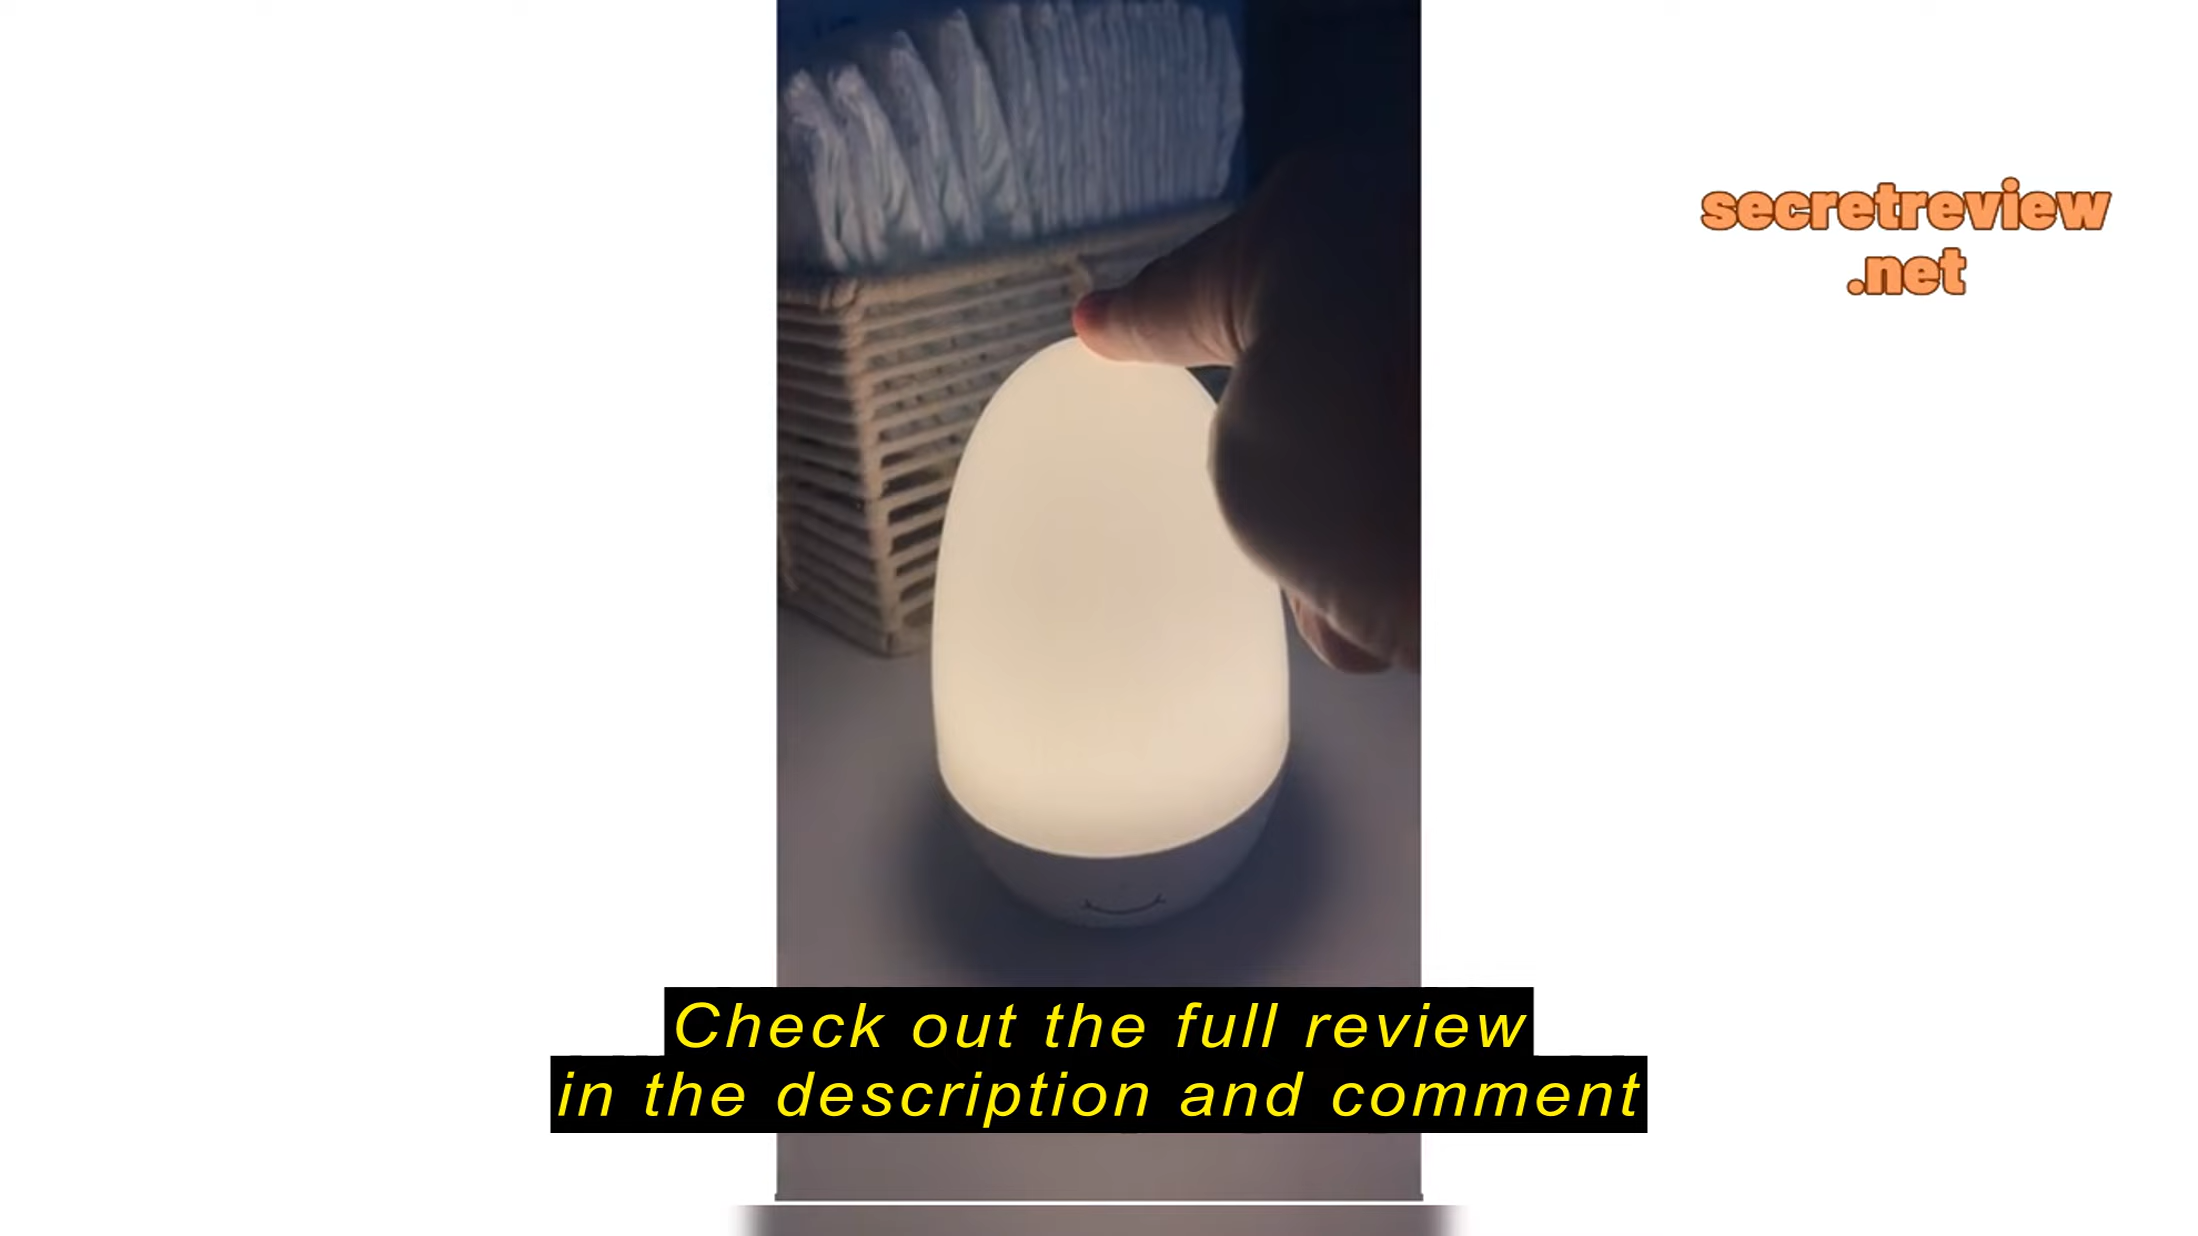 secretreview
.net
Check out the full review
in the description and comment